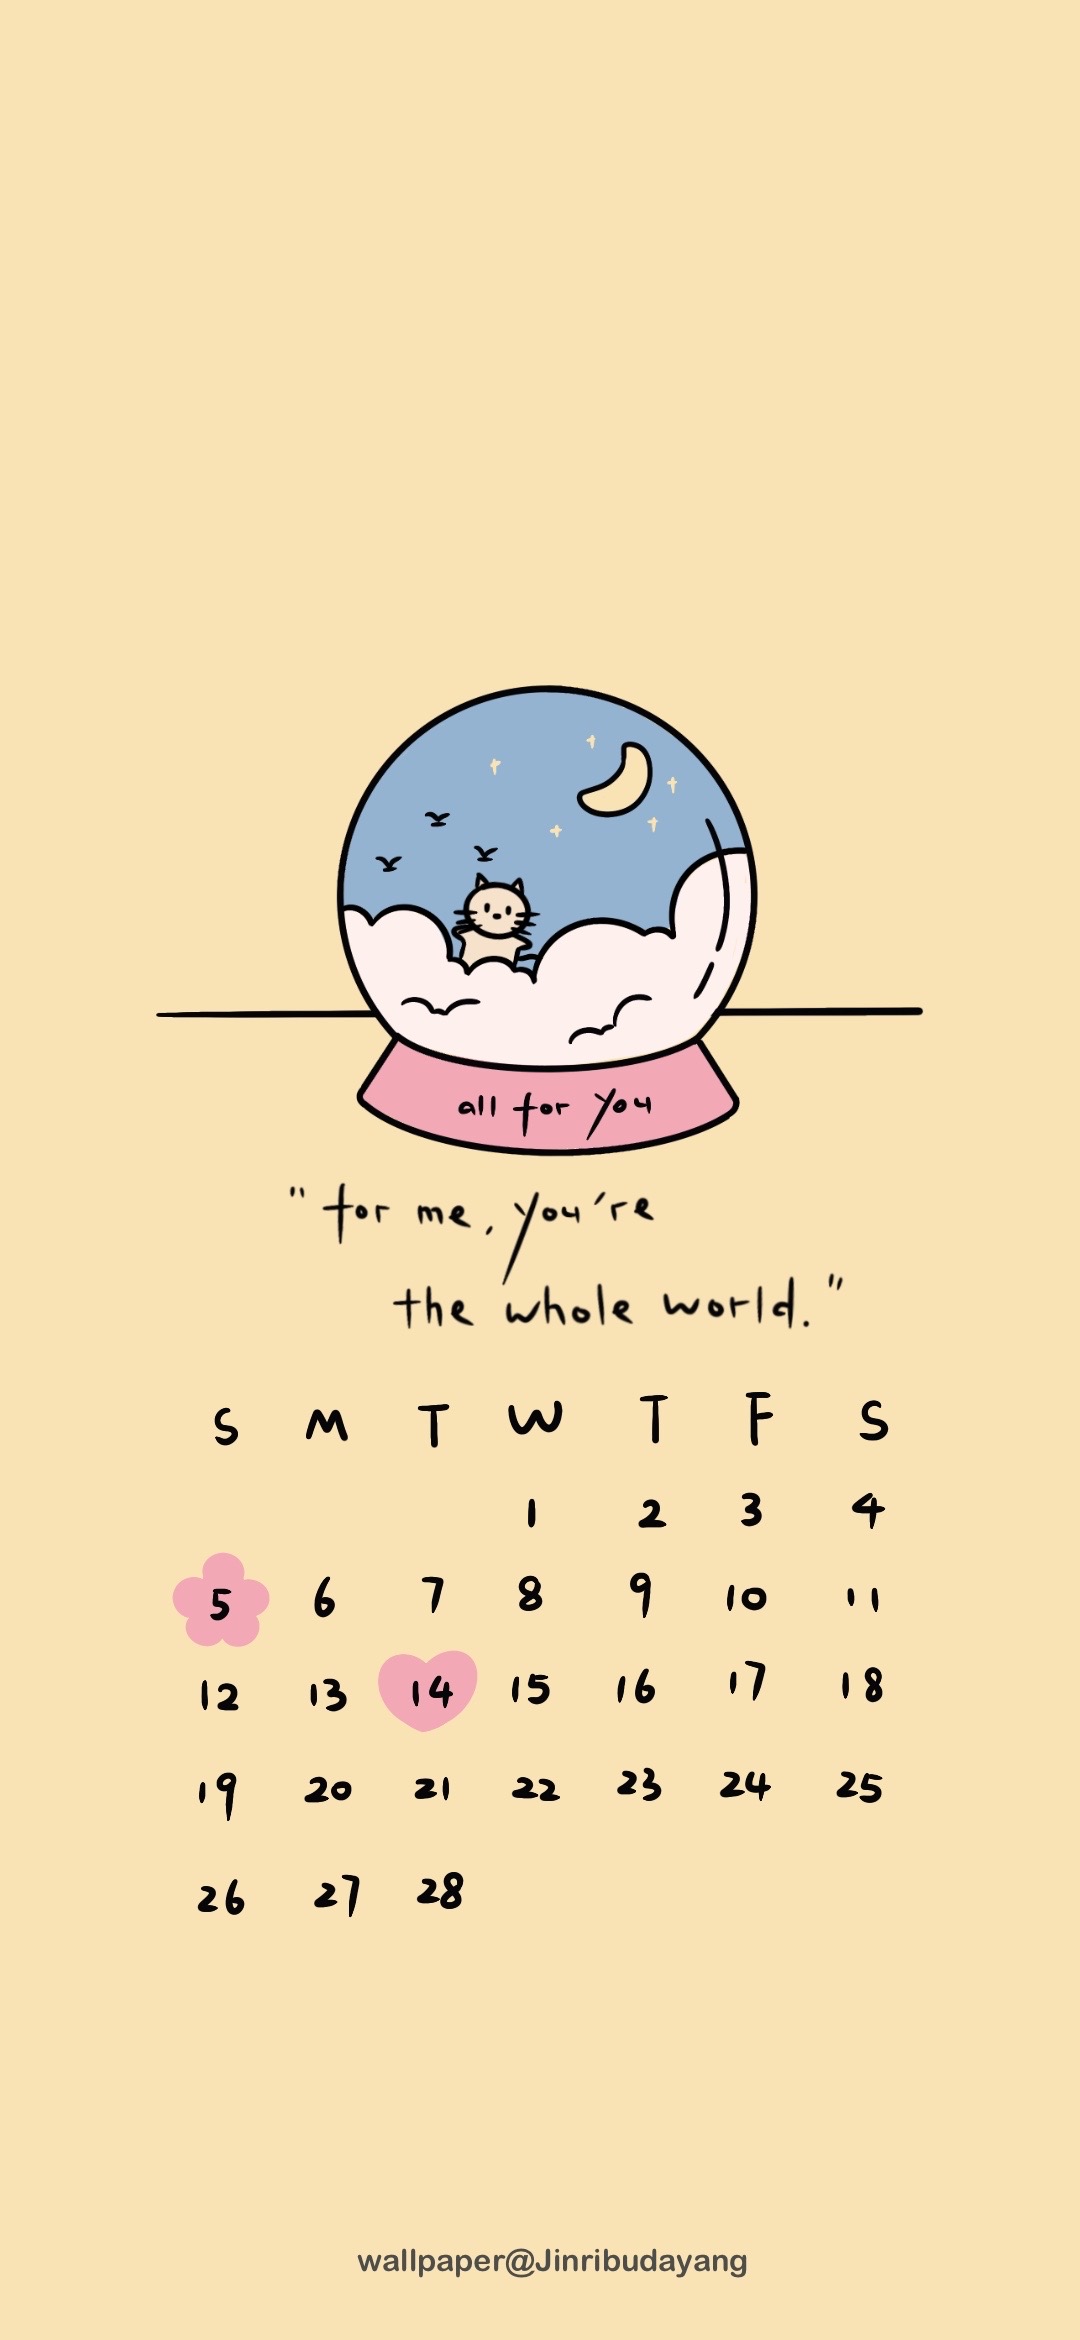 all for you
"for me, you're
the whole world."
S M T W T F S
1 2 3 4
5 6 7 8 9 10 11
12 13 14 15 16 17 18
19 20 21 22 23 24 25
26 27 28
wallpaper@Jinribudayang